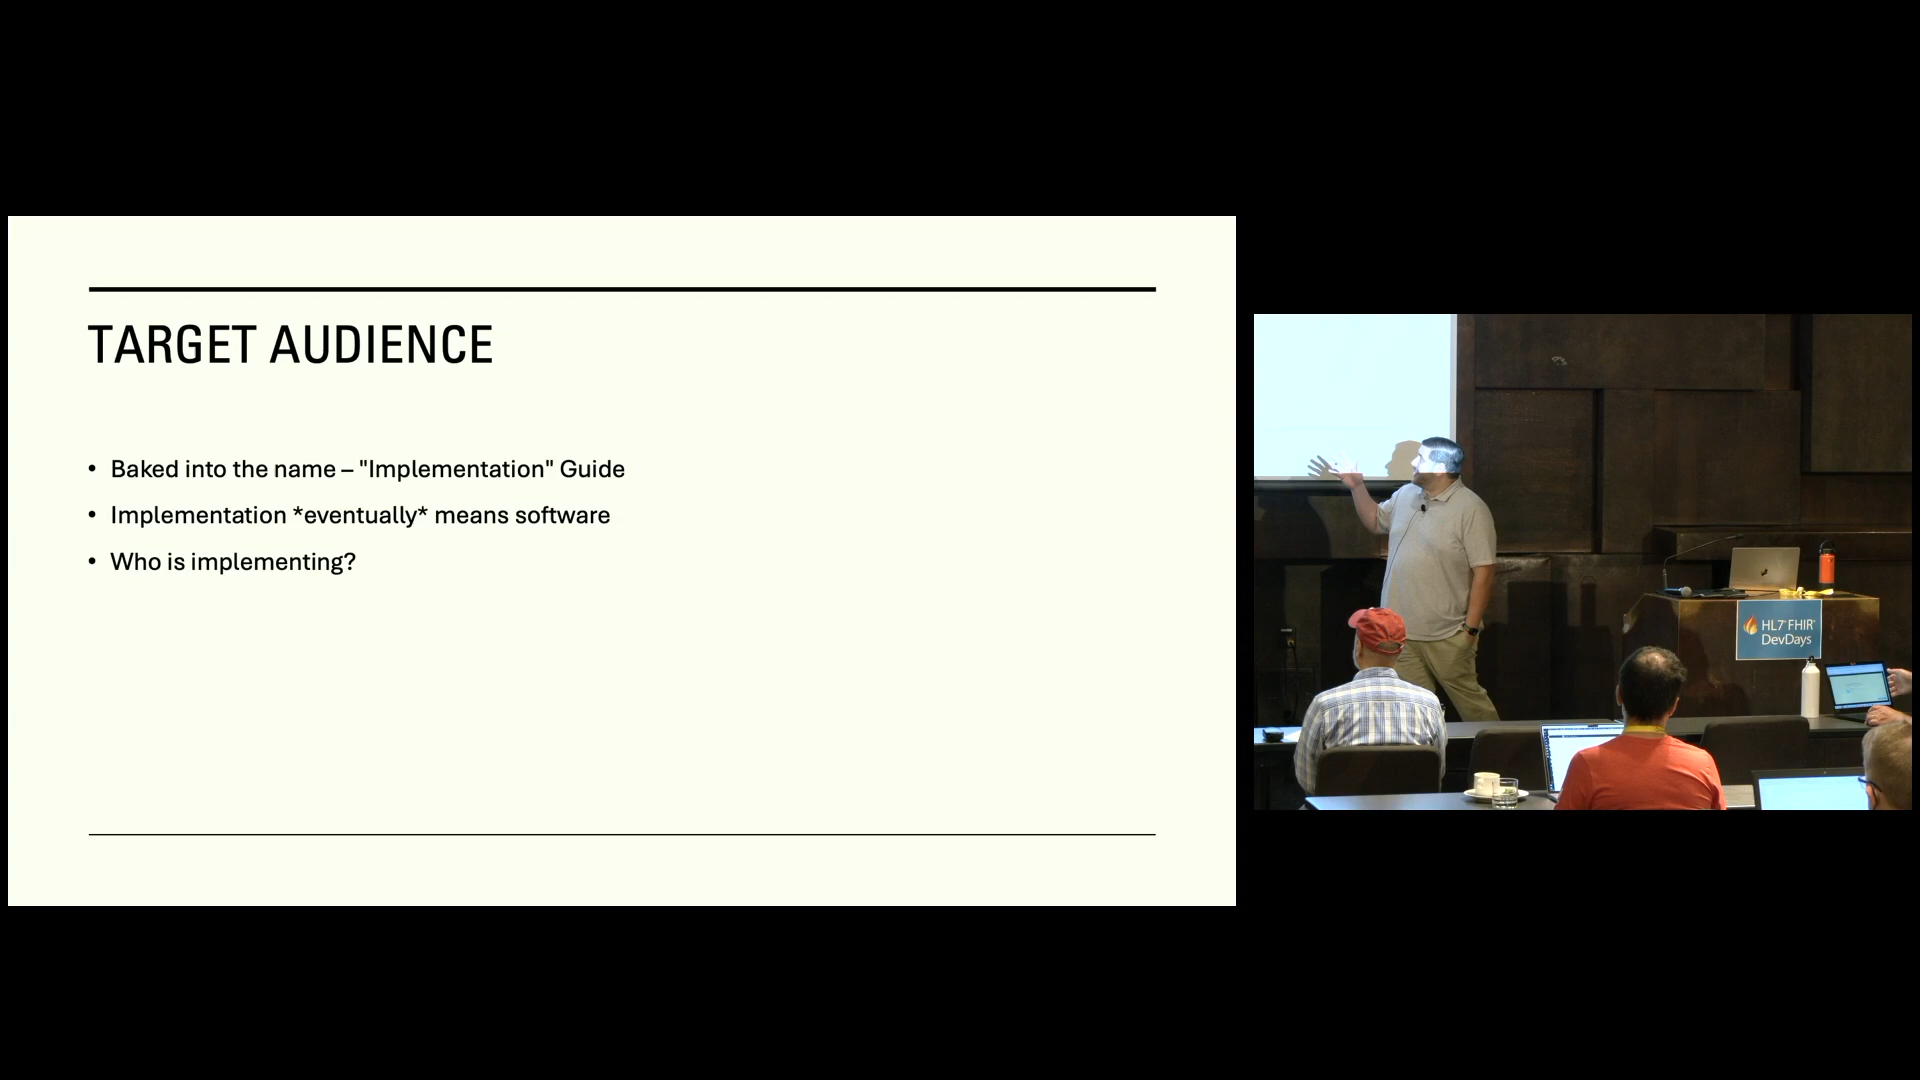 TARGET AUDIENCE
• Baked into the name – "Implementation" Guide
• Implementation *eventually* means software
• Who is implementing?
HL7® FHIR®
DevDays